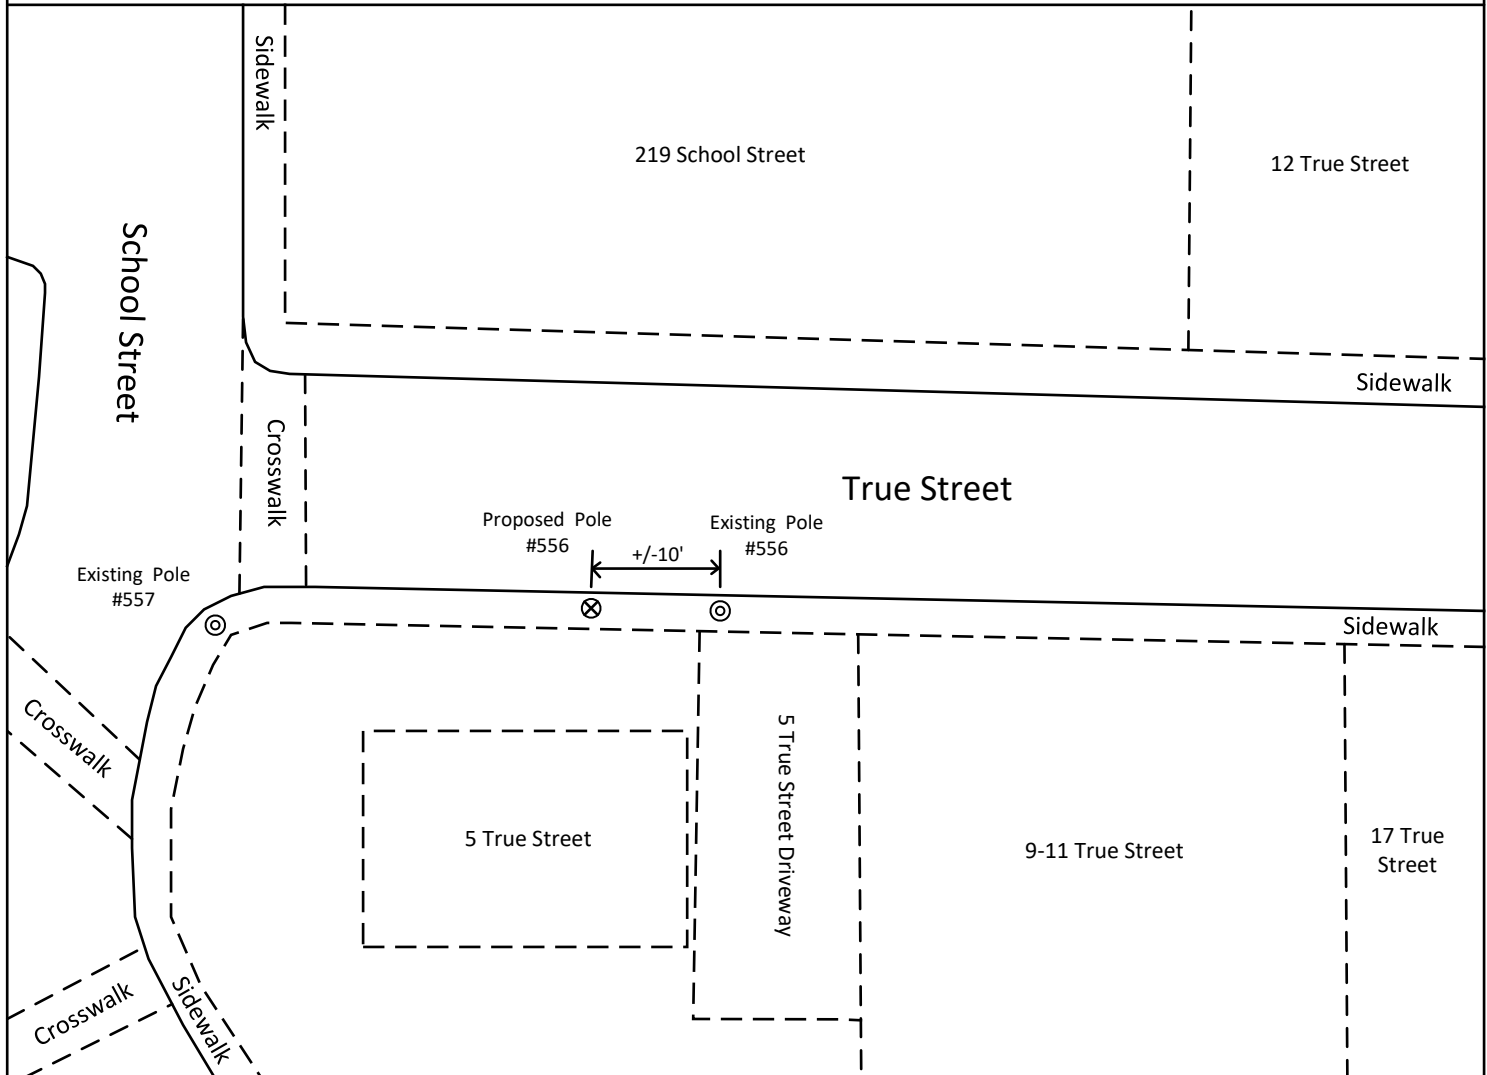 Sidewalk
219 School Street
12 True Street
School Street
Sidewalk
Crosswalk
True Street
Proposed Pole
#556
+/-10'
Existing Pole
#556
Existing Pole
#557
Sidewalk
Crosswalk
5 True Street
5 True Street Driveway
9-11 True Street
17 True
Street
Crosswalk
Sidewalk